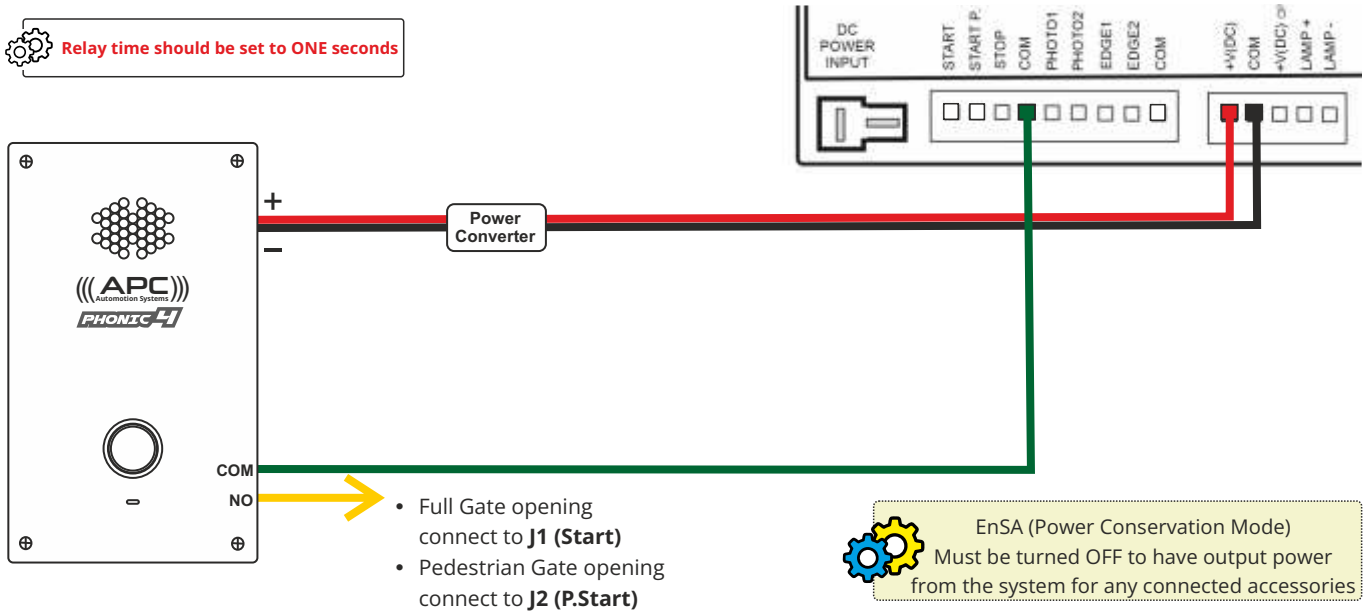 Relay time should be set to ONE seconds
DC
POWER
INPUT
START
START P.
STOP
COM
PHOTO1
PHOTO2
EDGE1
EDGE2
COM
+V(DC)
COM
+V(DC) OP
LAMP +
LAMP -
+
−
Power
Converter
((( APC )))
Automotion Systems
PHONIC 4
COM
NO
• Full Gate opening
connect to J1 (Start)
• Pedestrian Gate opening
connect to J2 (P.Start)
EnSA (Power Conservation Mode)
Must be turned OFF to have output power
from the system for any connected accessories